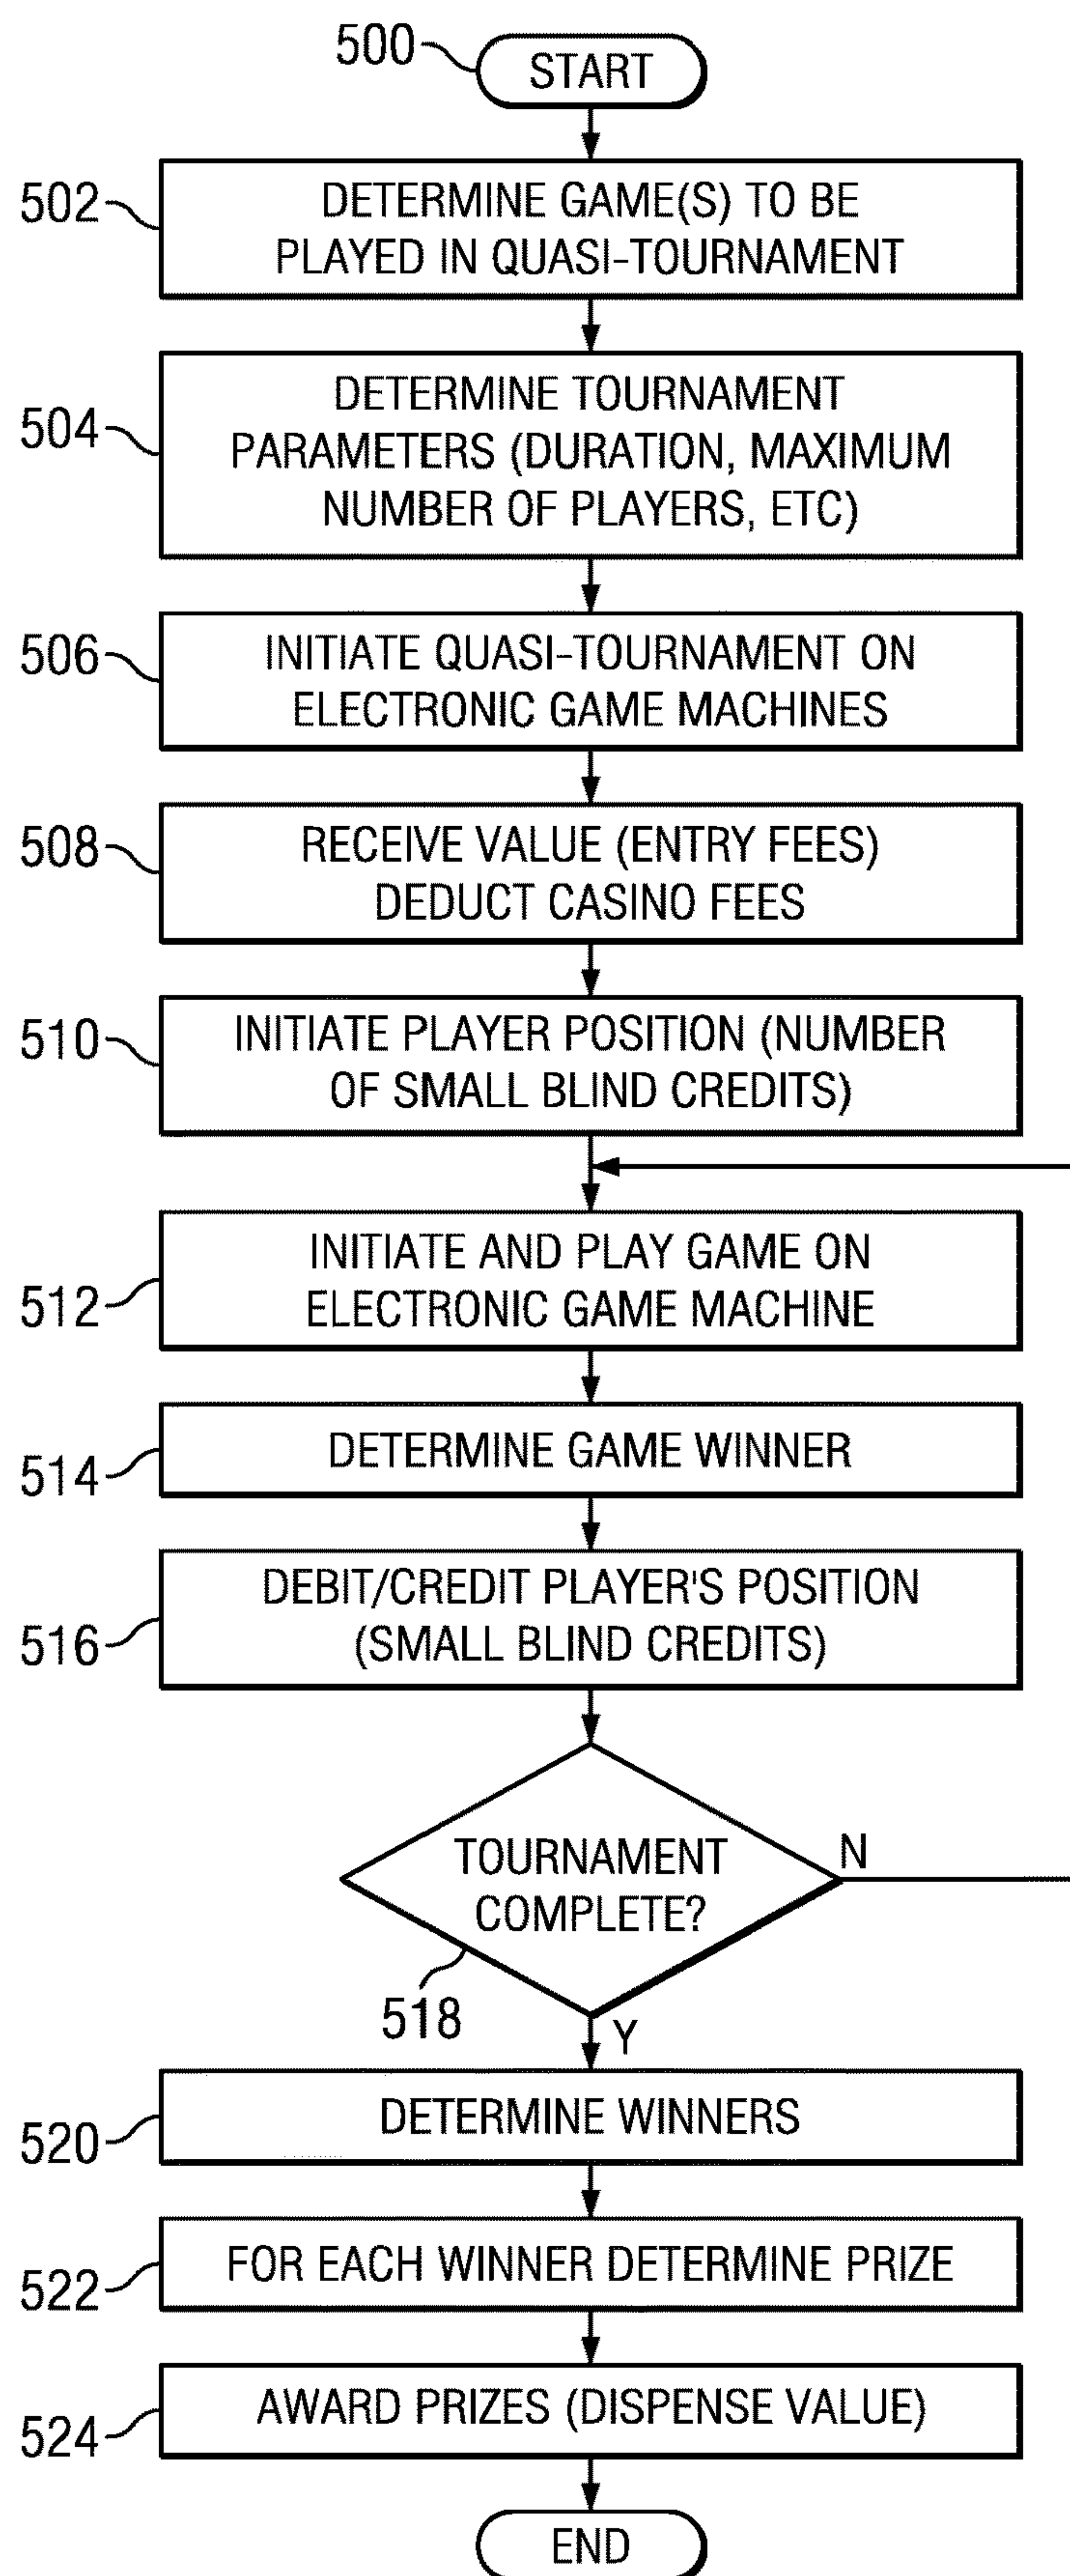 500
START
502
DETERMINE GAME(S) TO BE
PLAYED IN QUASI-TOURNAMENT
504
DETERMINE TOURNAMENT
PARAMETERS (DURATION, MAXIMUM
NUMBER OF PLAYERS, ETC)
506
INITIATE QUASI-TOURNAMENT ON
ELECTRONIC GAME MACHINES
508
RECEIVE VALUE (ENTRY FEES)
DEDUCT CASINO FEES
510
INITIATE PLAYER POSITION (NUMBER
OF SMALL BLIND CREDITS)
512
INITIATE AND PLAY GAME ON
ELECTRONIC GAME MACHINE
514
DETERMINE GAME WINNER
516
DEBIT/CREDIT PLAYER'S POSITION
(SMALL BLIND CREDITS)
TOURNAMENT
COMPLETE?
N
518
Y
520
DETERMINE WINNERS
522
FOR EACH WINNER DETERMINE PRIZE
524
AWARD PRIZES (DISPENSE VALUE)
END